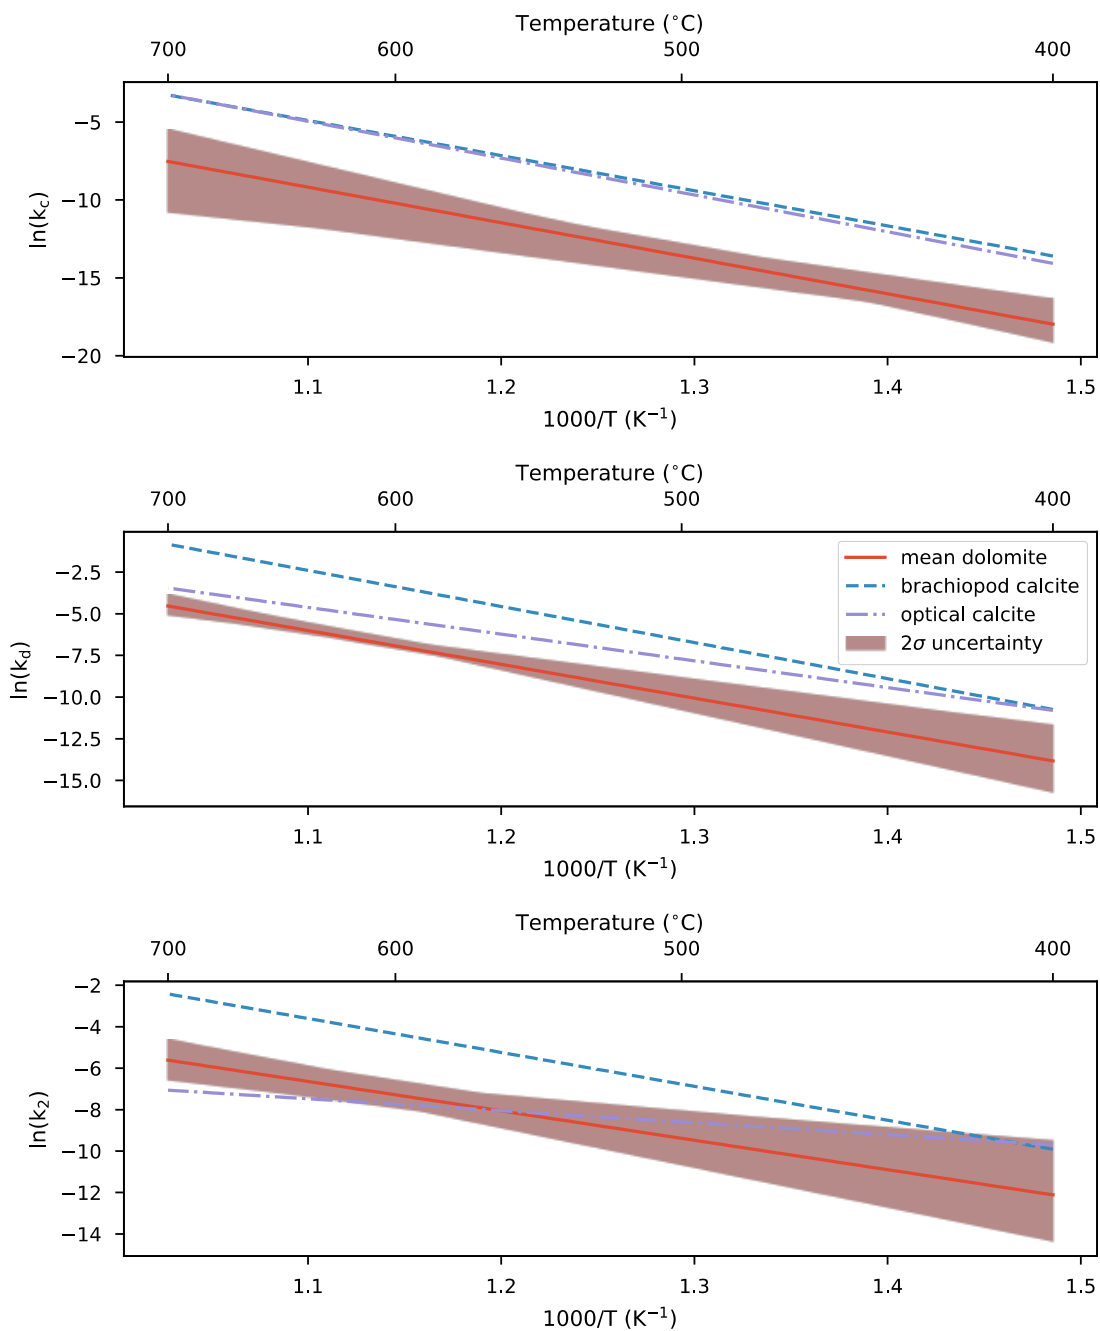 Temperature (°C)
700 600 500 400
−5
−10
−15
−20
ln(k_c)
1.1 1.2 1.3 1.4 1.5
1000/T (K⁻¹)
Temperature (°C)
700 600 500 400
−2.5
−5.0
−7.5
−10.0
−12.5
−15.0
ln(k_d)
mean dolomite
brachiopod calcite
optical calcite
2σ uncertainty
1.1 1.2 1.3 1.4 1.5
1000/T (K⁻¹)
Temperature (°C)
700 600 500 400
−2
−4
−6
−8
−10
−12
−14
ln(k₂)
1.1 1.2 1.3 1.4 1.5
1000/T (K⁻¹)